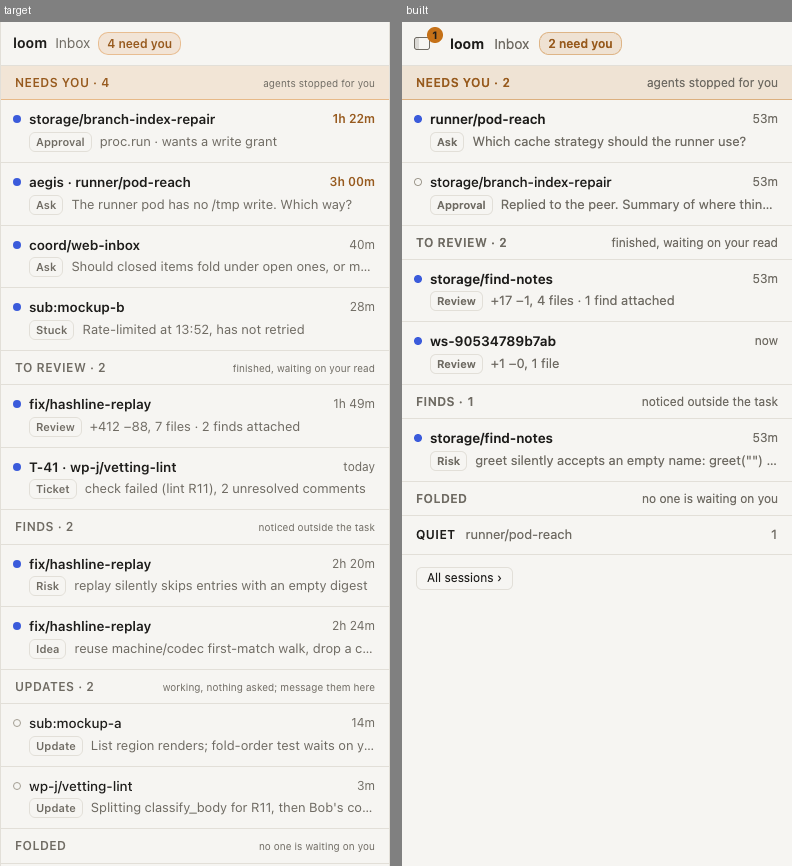 target
loom Inbox 4 need you
NEEDS YOU · 4 agents stopped for you
storage/branch-index-repair 1h 22m
Approval proc.run · wants a write grant
aegis · runner/pod-reach 3h 00m
Ask The runner pod has no /tmp write. Which way?
coord/web-inbox 40m
Ask Should closed items fold under open ones, or m…
sub:mockup-b 28m
Stuck Rate-limited at 13:52, has not retried
TO REVIEW · 2 finished, waiting on your read
fix/hashline-replay 1h 49m
Review +412 −88, 7 files · 2 finds attached
T-41 · wp-j/vetting-lint today
Ticket check failed (lint R11), 2 unresolved comments
FINDS · 2 noticed outside the task
fix/hashline-replay 2h 20m
Risk replay silently skips entries with an empty digest
fix/hashline-replay 2h 24m
Idea reuse machine/codec first-match walk, drop a c…
UPDATES · 2 working, nothing asked; message them here
sub:mockup-a 14m
Update List region renders; fold-order test waits on y…
wp-j/vetting-lint 3m
Update Splitting classify_body for R11, then Bob's co…
FOLDED no one is waiting on you
built
1
loom Inbox 2 need you
NEEDS YOU · 2 agents stopped for you
runner/pod-reach 53m
Ask Which cache strategy should the runner use?
storage/branch-index-repair 53m
Approval Replied to the peer. Summary of where thin…
TO REVIEW · 2 finished, waiting on your read
storage/find-notes 53m
Review +17 −1, 4 files · 1 find attached
ws-90534789b7ab now
Review +1 −0, 1 file
FINDS · 1 noticed outside the task
storage/find-notes 53m
Risk greet silently accepts an empty name: greet("") …
FOLDED no one is waiting on you
QUIET runner/pod-reach 1
All sessions ›